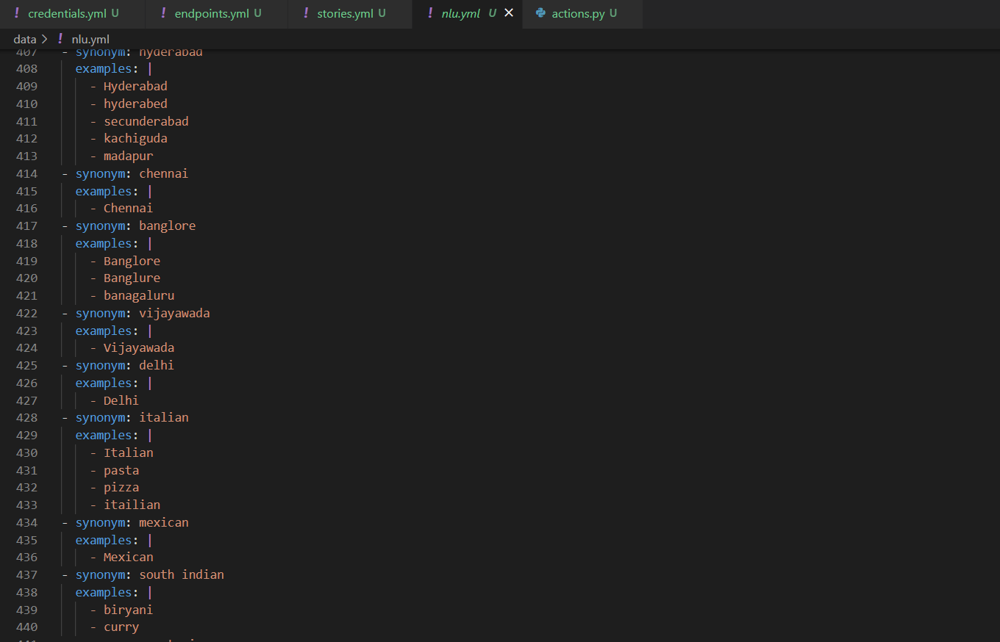 ! credentials.yml U ! endpoints.yml U ! stories.yml U ! nlu.yml U × actions.py U
data > ! nlu.yml
407 - synonym: hyderabad
408 examples: |
409 - Hyderabad
410 - hyderabed
411 - secunderabad
412 - kachiguda
413 - madapur
414 - synonym: chennai
415 examples: |
416 - Chennai
417 - synonym: banglore
418 examples: |
419 - Banglore
420 - Banglure
421 - banagaluru
422 - synonym: vijayawada
423 examples: |
424 - Vijayawada
425 - synonym: delhi
426 examples: |
427 - Delhi
428 - synonym: italian
429 examples: |
430 - Italian
431 - pasta
432 - pizza
433 - itailian
434 - synonym: mexican
435 examples: |
436 - Mexican
437 - synonym: south indian
438 examples: |
439 - biryani
440 - curry